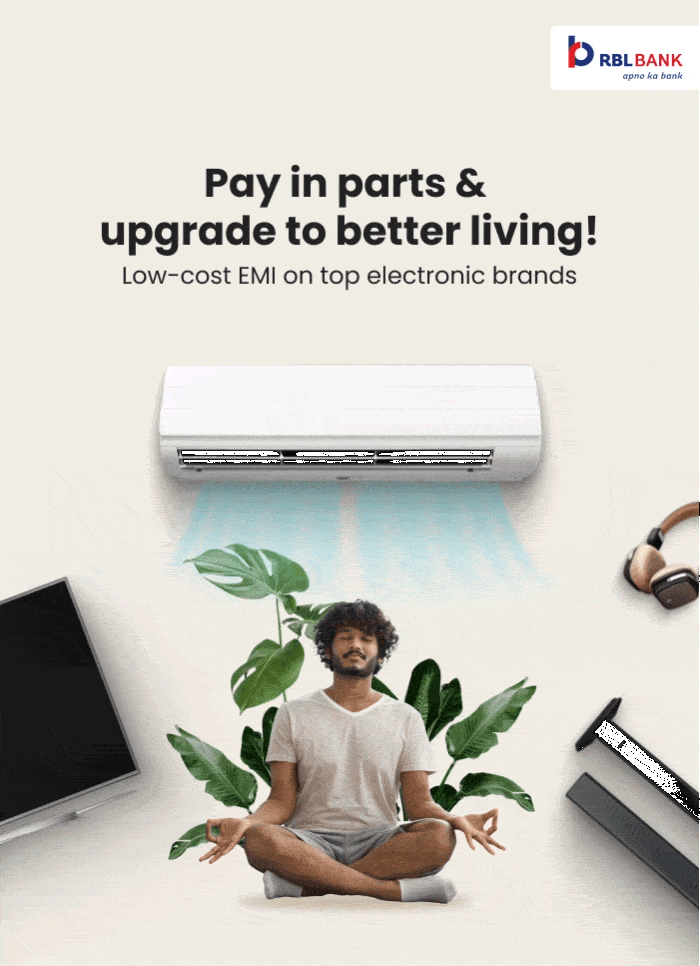 RBLBANK
apno ka bank
Pay in parts &
upgrade to better living!
Low-cost EMI on top electronic brands